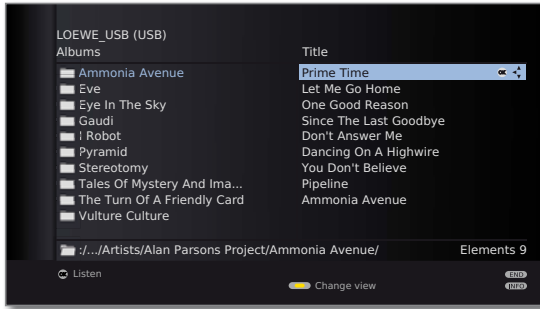 LOEWE_USB (USB)
Albums
Title
Ammonia Avenue
Eve
Eye In The Sky
Gaudi
I Robot
Pyramid
Stereotomy
Tales Of Mystery And Ima...
The Turn Of A Friendly Card
Vulture Culture
Prime Time OK
Let Me Go Home
One Good Reason
Since The Last Goodbye
Don't Answer Me
Dancing On A Highwire
You Don't Believe
Pipeline
Ammonia Avenue
:/.../Artists/Alan Parsons Project/Ammonia Avenue/ Elements 9
OK Listen
END
Change view
INFO